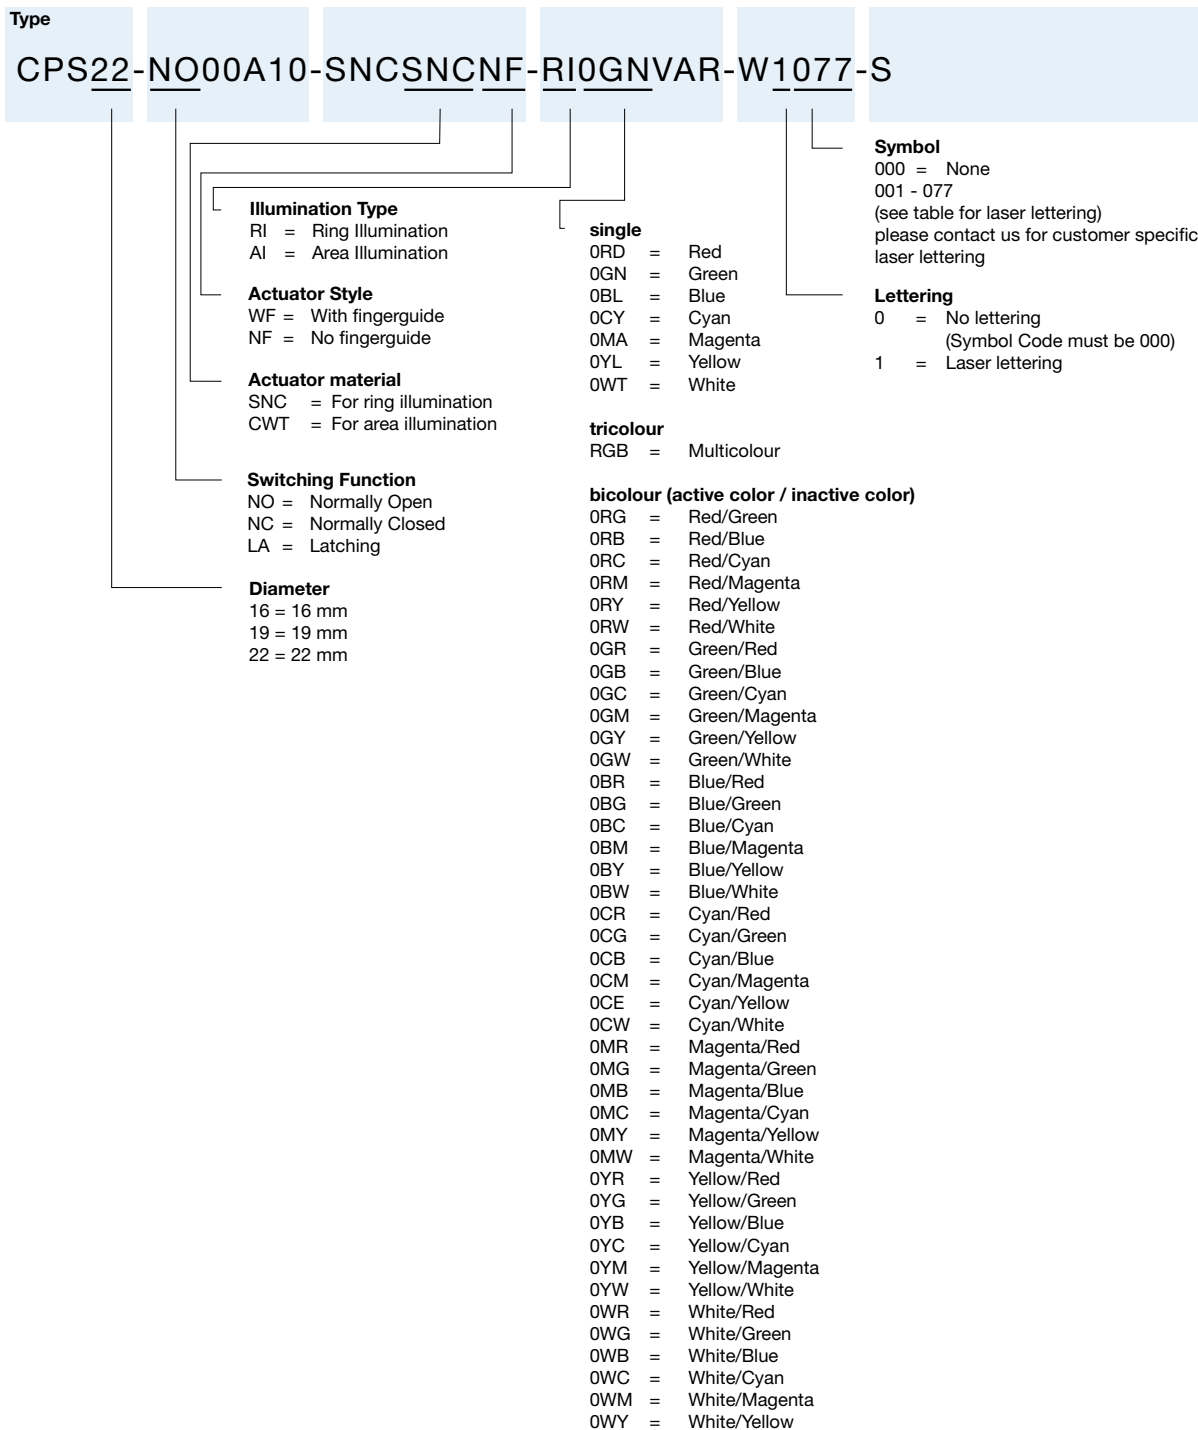 Type
CPS22-NO00A10-SNCSNCNF-RI0GNVAR-W1077-S
Illumination Type
RI = Ring Illumination
AI = Area Illumination
Actuator Style
WF = With fingerguide
NF = No fingerguide
Actuator material
SNC = For ring illumination
CWT = For area illumination
Switching Function
NO = Normally Open
NC = Normally Closed
LA = Latching
Diameter
16 = 16 mm
19 = 19 mm
22 = 22 mm
single
0RD = Red
0GN = Green
0BL = Blue
0CY = Cyan
0MA = Magenta
0YL = Yellow
0WT = White
tricolour
RGB = Multicolour
bicolour (active color / inactive color)
0RG = Red/Green
0RB = Red/Blue
0RC = Red/Cyan
0RM = Red/Magenta
0RY = Red/Yellow
0RW = Red/White
0GR = Green/Red
0GB = Green/Blue
0GC = Green/Cyan
0GM = Green/Magenta
0GY = Green/Yellow
0GW = Green/White
0BR = Blue/Red
0BG = Blue/Green
0BC = Blue/Cyan
0BM = Blue/Magenta
0BY = Blue/Yellow
0BW = Blue/White
0CR = Cyan/Red
0CG = Cyan/Green
0CB = Cyan/Blue
0CM = Cyan/Magenta
0CE = Cyan/Yellow
0CW = Cyan/White
0MR = Magenta/Red
0MG = Magenta/Green
0MB = Magenta/Blue
0MC = Magenta/Cyan
0MY = Magenta/Yellow
0MW = Magenta/White
0YR = Yellow/Red
0YG = Yellow/Green
0YB = Yellow/Blue
0YC = Yellow/Cyan
0YM = Yellow/Magenta
0YW = Yellow/White
0WR = White/Red
0WG = White/Green
0WB = White/Blue
0WC = White/Cyan
0WM = White/Magenta
0WY = White/Yellow
Symbol
000 = None
001 - 077
(see table for laser lettering)
please contact us for customer specific
laser lettering
Lettering
0 = No lettering
(Symbol Code must be 000)
1 = Laser lettering